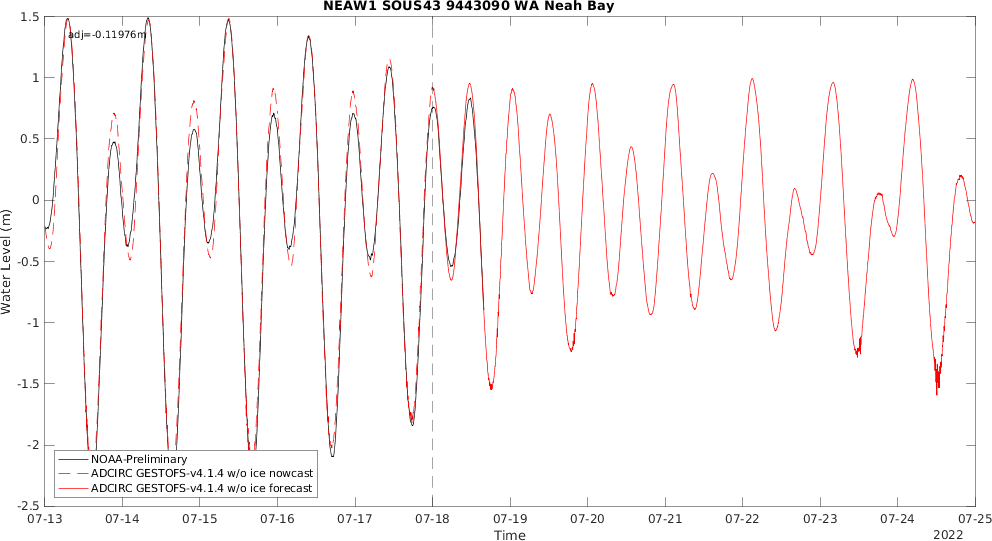 NEAW1 SOUS43 9443090 WA Neah Bay
adj=-0.11976m
1.5
1
0.5
0
-0.5
-1
-1.5
-2
-2.5
Water Level (m)
NOAA-Preliminary
ADCIRC GESTOFS-v4.1.4 w/o ice nowcast
ADCIRC GESTOFS-v4.1.4 w/o ice forecast
07-13 07-14 07-15 07-16 07-17 07-18 07-19 07-20 07-21 07-22 07-23 07-24 07-25
Time
2022